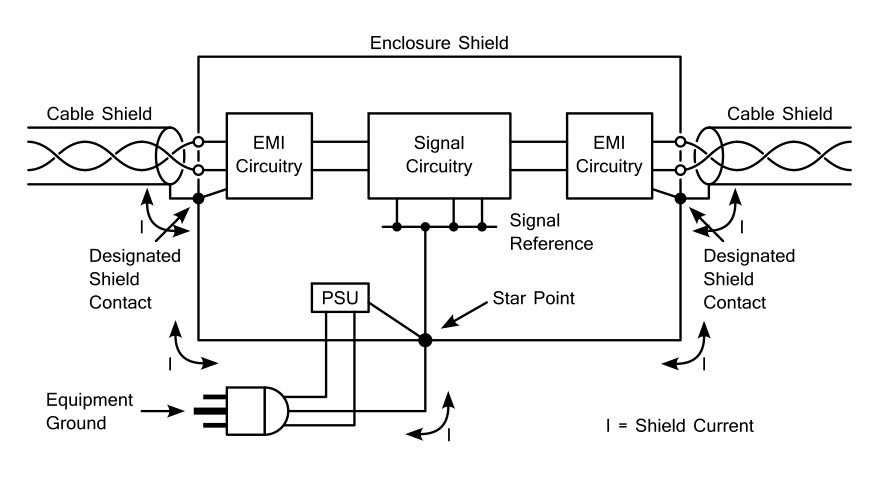 Enclosure Shield
Cable Shield
Cable Shield
EMI
Circuitry
Signal
Circuitry
EMI
Circuitry
I
I
Signal
Reference
Designated
Shield
Contact
Designated
Shield
Contact
PSU
Star Point
I
I
Equipment
Ground
I
I = Shield Current